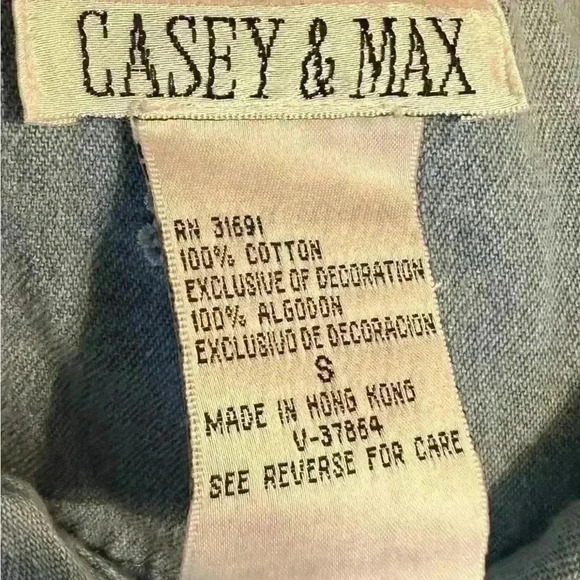 CASEY & MAX
RN 31691
100% COTTON
EXCLUSIVE OF DECORATION
100% ALGODON
EXCLUSIVO DE DECORACION
S
MADE IN HONG KONG
V-37864
SEE REVERSE FOR CARE